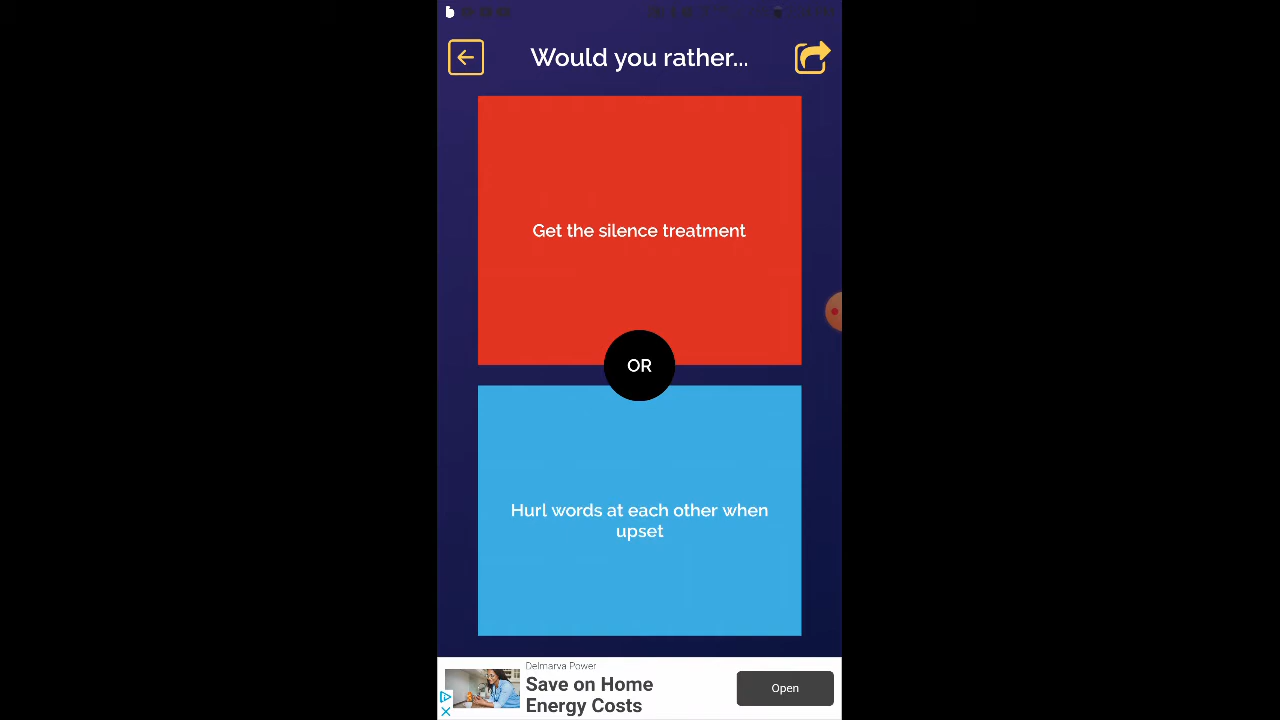 Would you rather...
Get the silence treatment
OR
Hurl words at each other when
upset
Delmarva Power
Save on Home
Energy Costs
Open